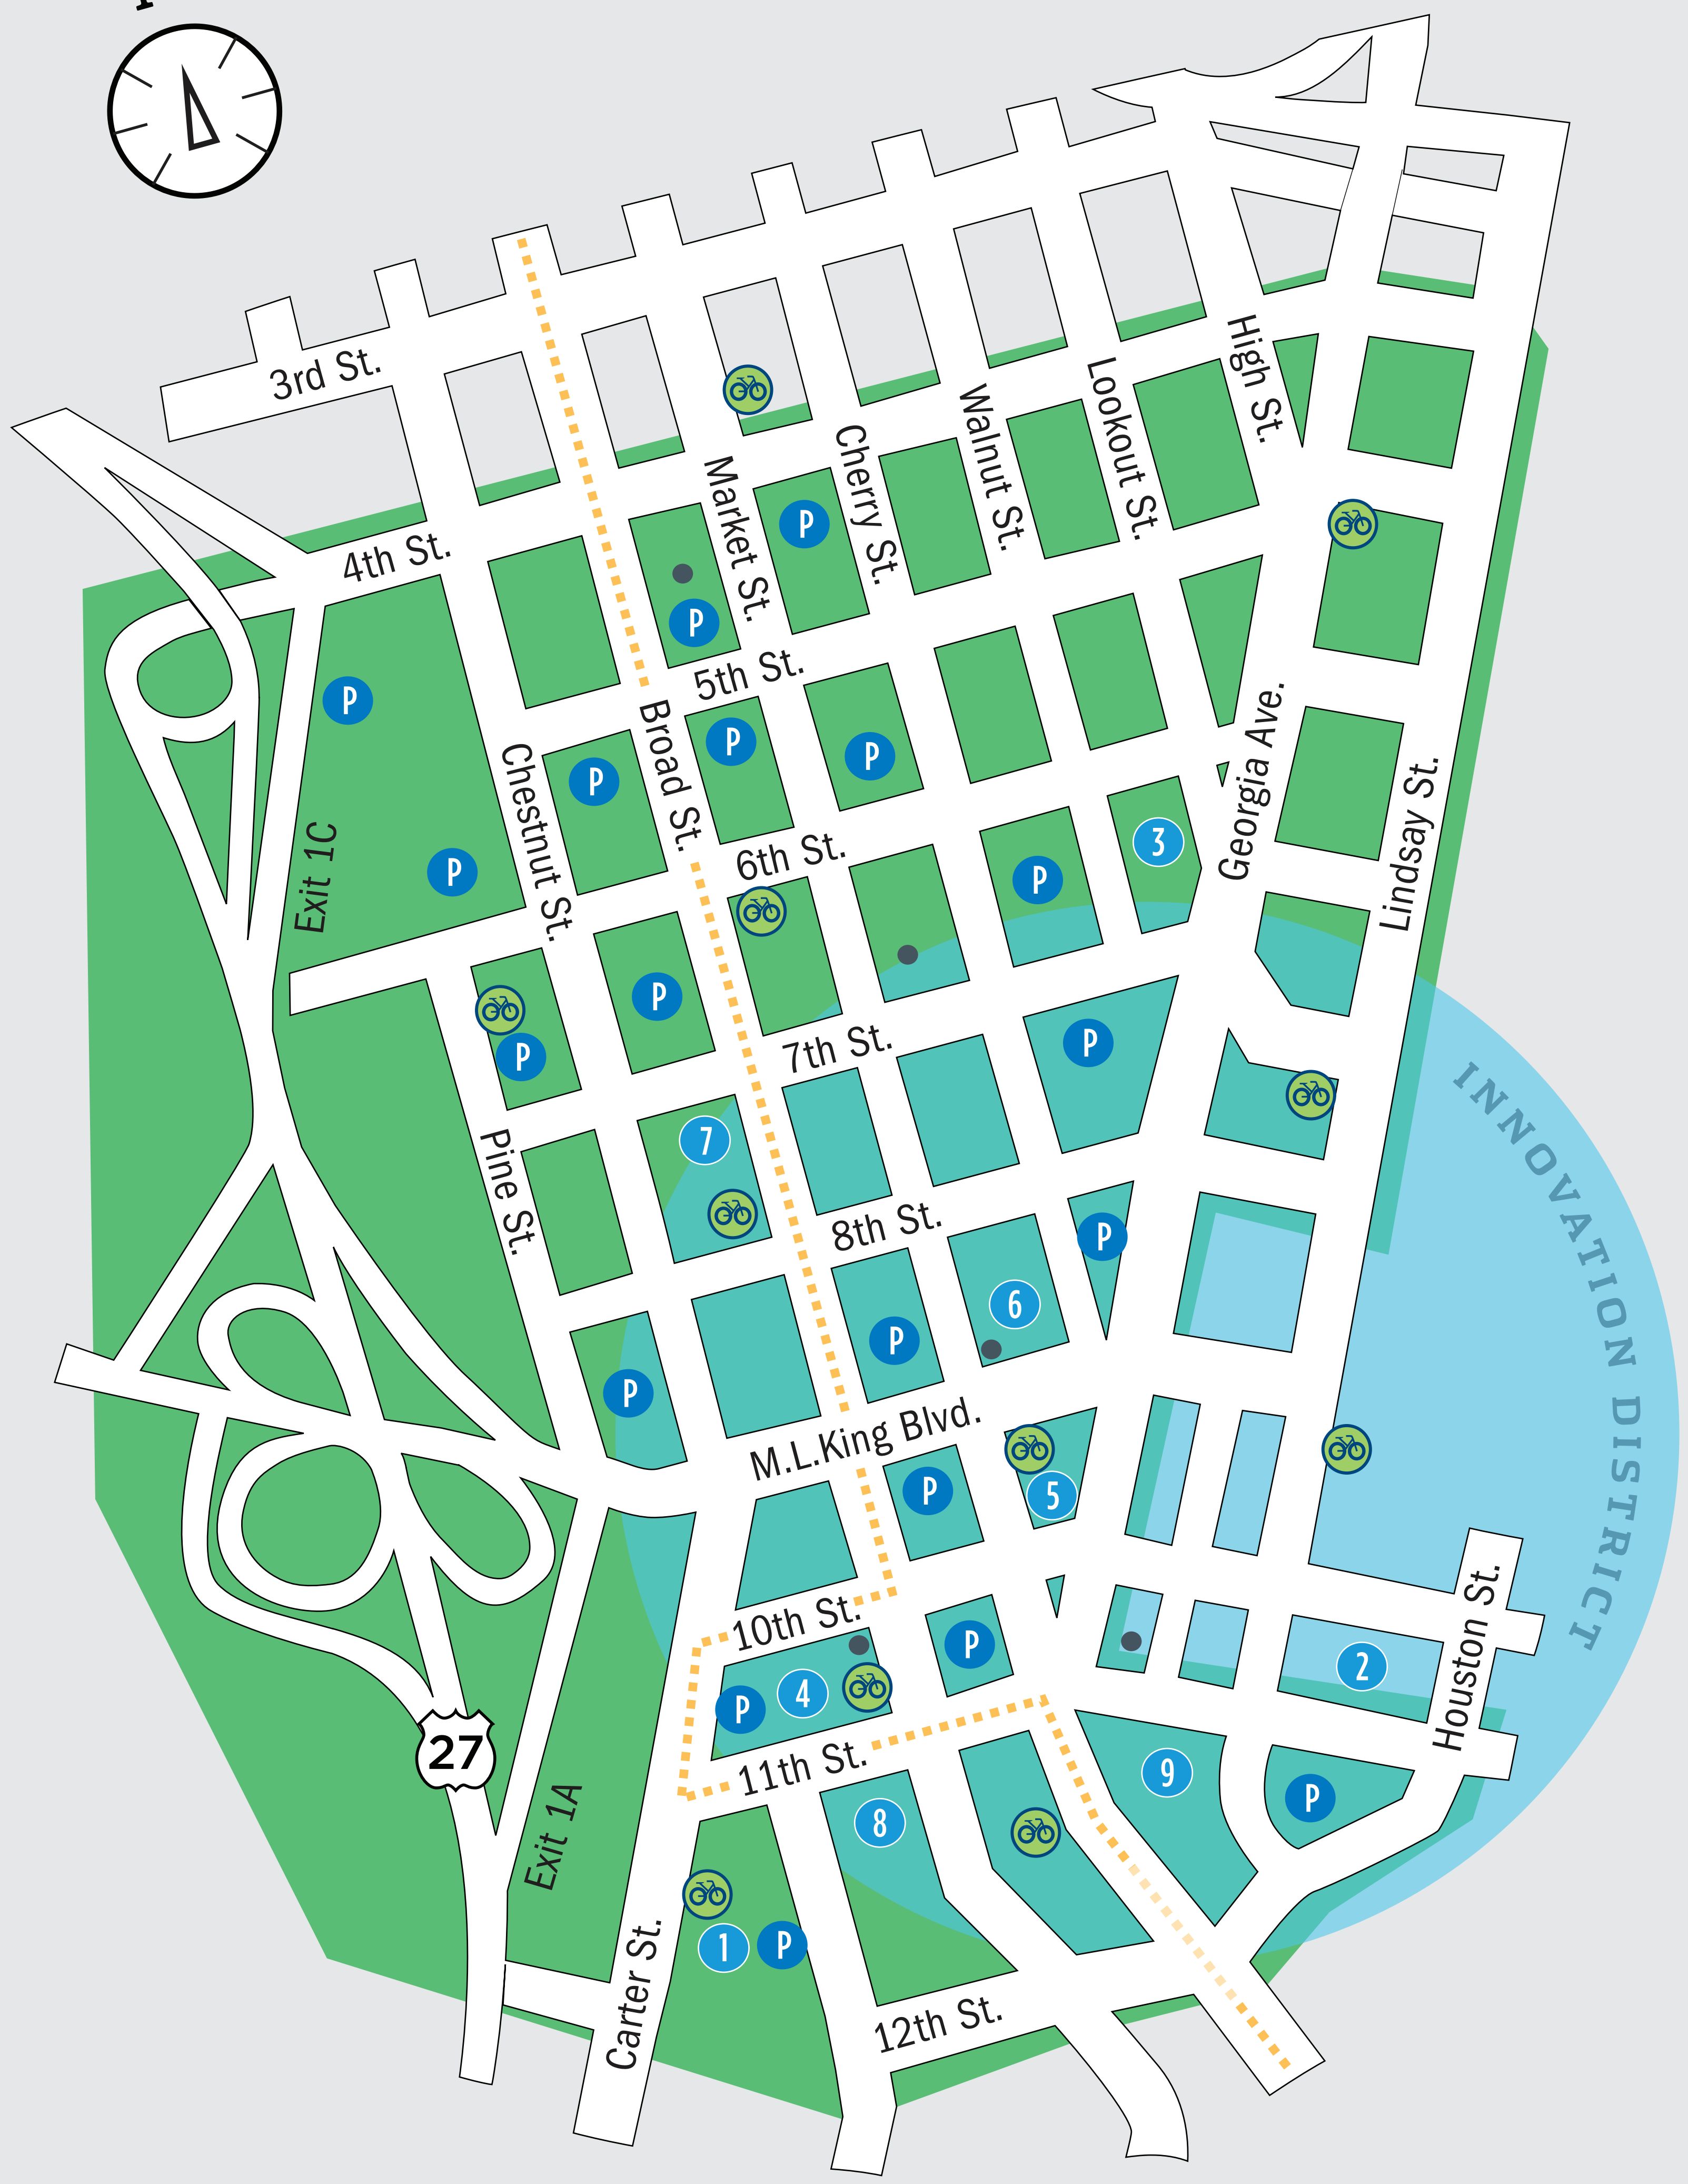 3rd St.
High St.
Lookout St.
Walnut St.
Cherry St.
Market St.
4th St.
P
P
5th St.
P
P
P
P
Broad St.
Chestnut St.
Georgia Ave.
Lindsay St.
Exit 1C
3
6th St.
P
P
P
P
7th St.
P
INNOVATION DISTRICT
7
Pine St.
8th St.
P
6
P
P
M.L.King Blvd.
P
5
10th St.
P
Houston St.
2
4
P
27
11th St.
9
P
8
Exit 1A
1
P
Carter St.
12th St.